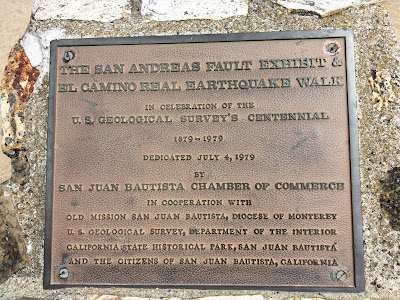 THE SAN ANDREAS FAULT EXHIBIT &
EL CAMINO REAL EARTHQUAKE WALK
IN CELEBRATION OF THE
U. S. GEOLOGICAL SURVEY'S CENTENNIAL
1879-1979
DEDICATED JULY 4, 1979
BY
SAN JUAN BAUTISTA CHAMBER OF COMMERCE
IN COOPERATION WITH
OLD MISSION SAN JUAN BAUTISTA, DIOCESE OF MONTEREY
U. S. GEOLOGICAL SURVEY, DEPARTMENT OF THE INTERIOR
CALIFORNIA STATE HISTORICAL PARK, SAN JUAN BAUTISTA
AND THE CITIZENS OF SAN JUAN BAUTISTA, CALIFORNIA